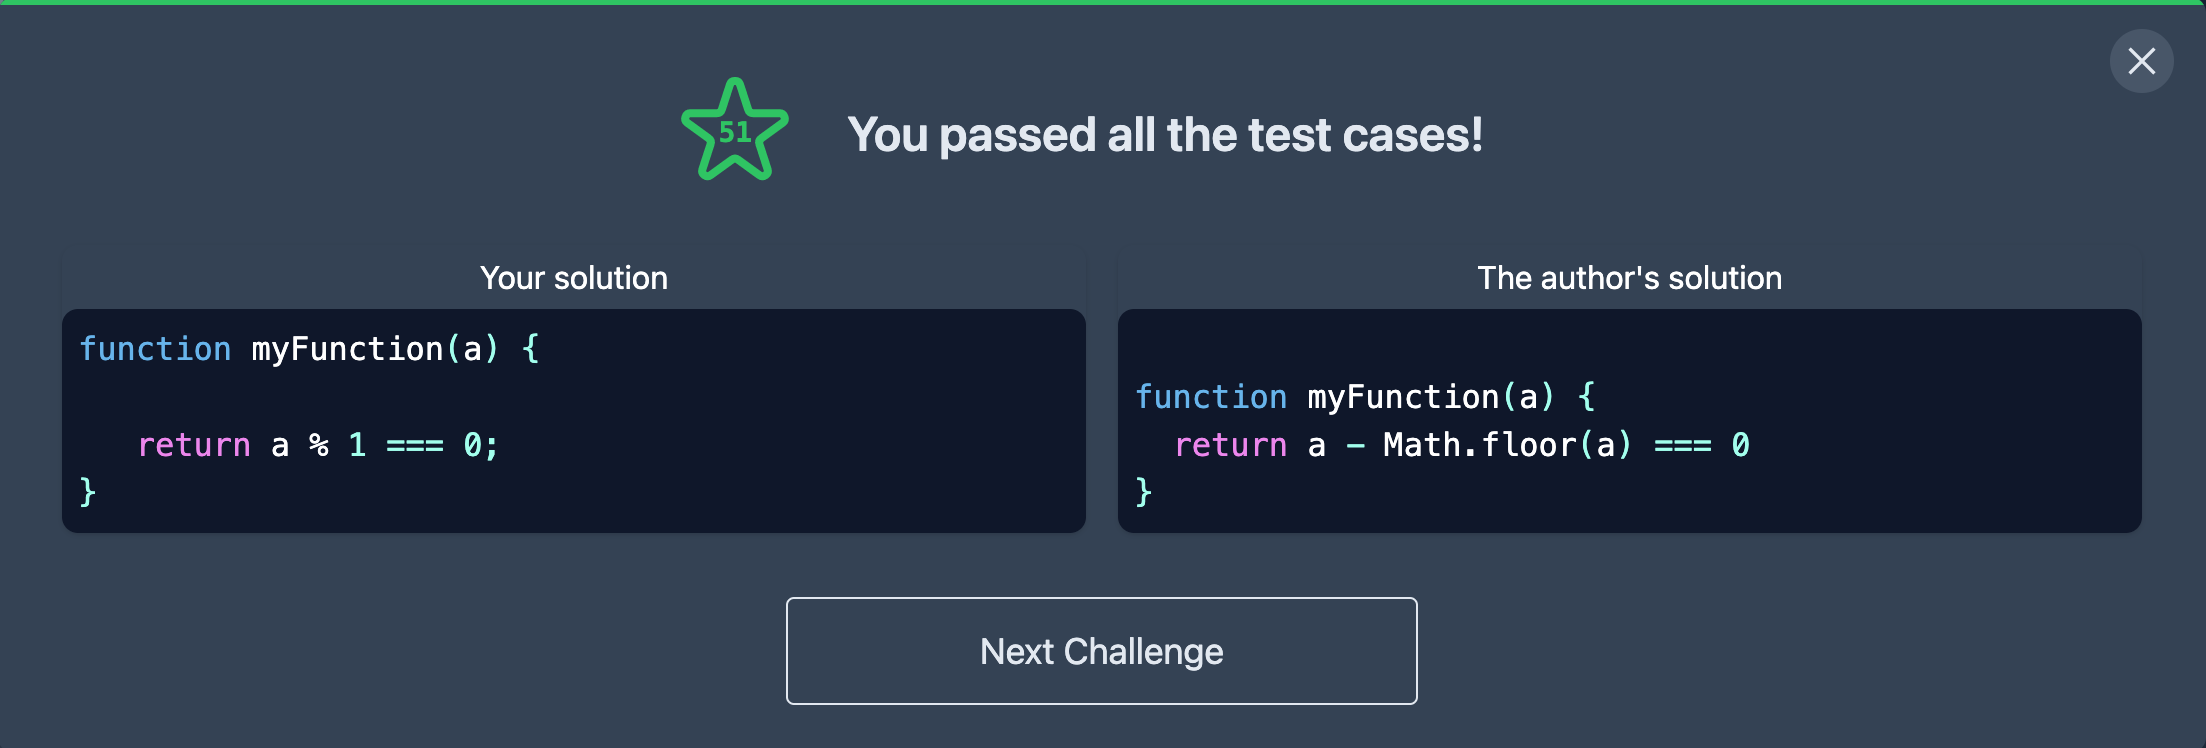 51
You passed all the test cases!
Your solution
function myFunction(a) {
return a % 1 === 0;
}
The author's solution
function myFunction(a) {
return a - Math.floor(a) === 0
}
Next Challenge